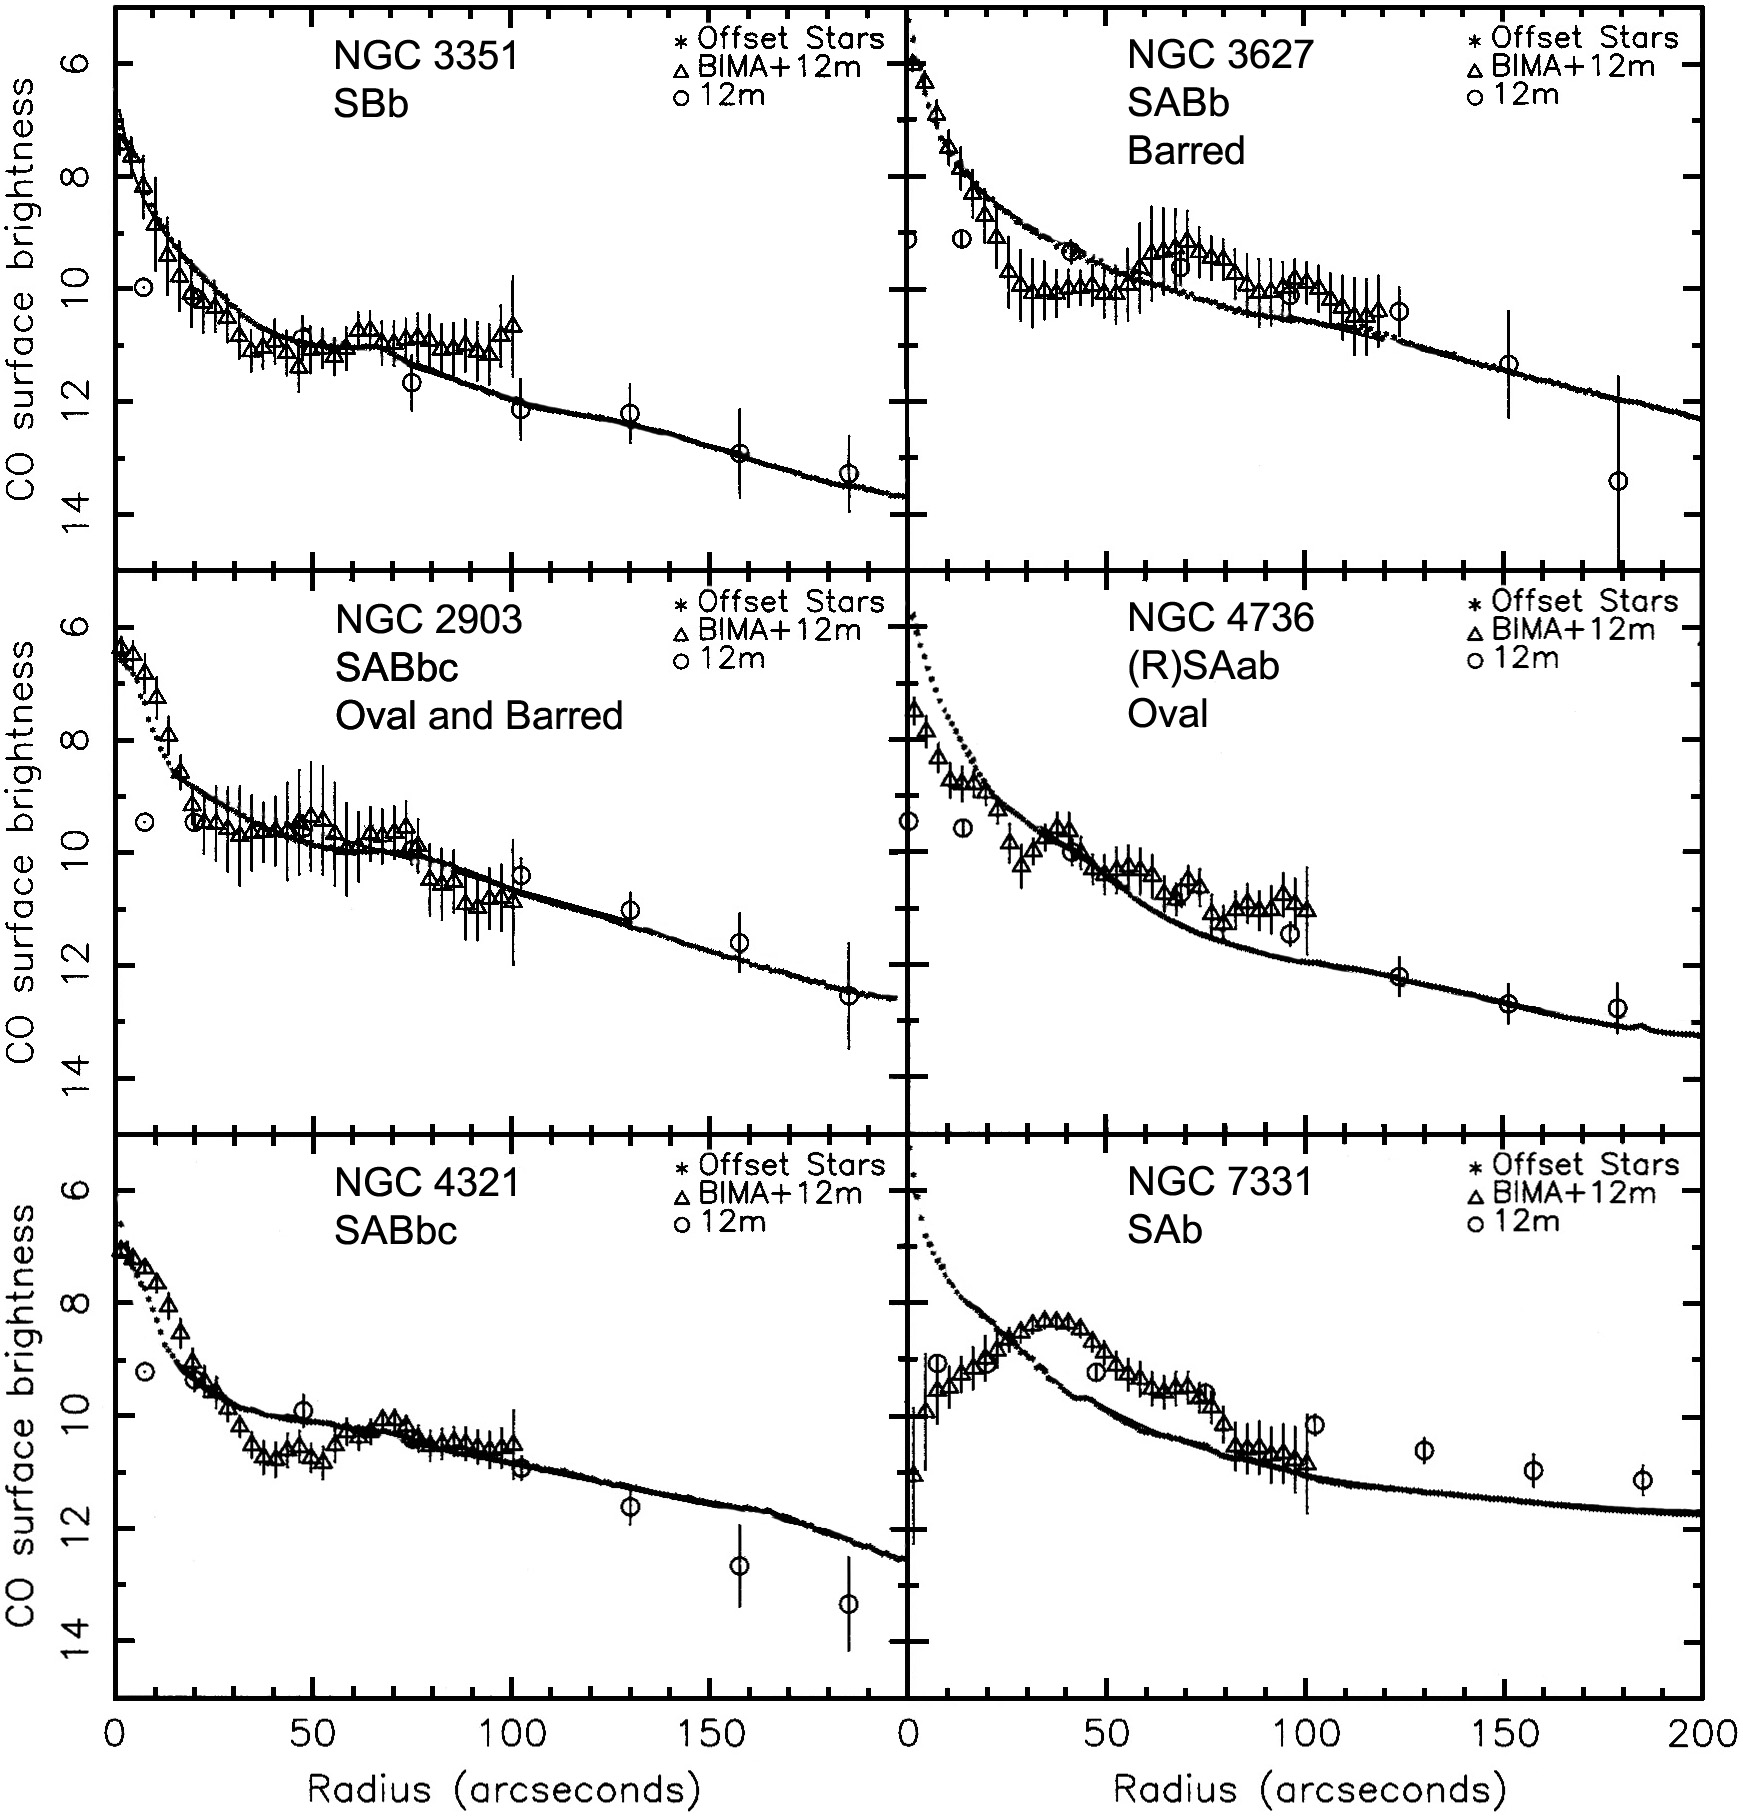 NGC 3351
SBb
* Offset Stars
△ BIMA+12m
○ 12m
NGC 3627
SABb
Barred
* Offset Stars
△ BIMA+12m
○ 12m
CO surface brightness
6
8
10
12
14
NGC 2903
SABbc
Oval and Barred
* Offset Stars
△ BIMA+12m
○ 12m
NGC 4736
(R)SAab
Oval
* Offset Stars
△ BIMA+12m
○ 12m
CO surface brightness
6
8
10
12
14
NGC 4321
SABbc
* Offset Stars
△ BIMA+12m
○ 12m
NGC 7331
SAb
* Offset Stars
△ BIMA+12m
○ 12m
CO surface brightness
6
8
10
12
14
0 50 100 150 0 50 100 150 200
Radius (arcseconds) Radius (arcseconds)